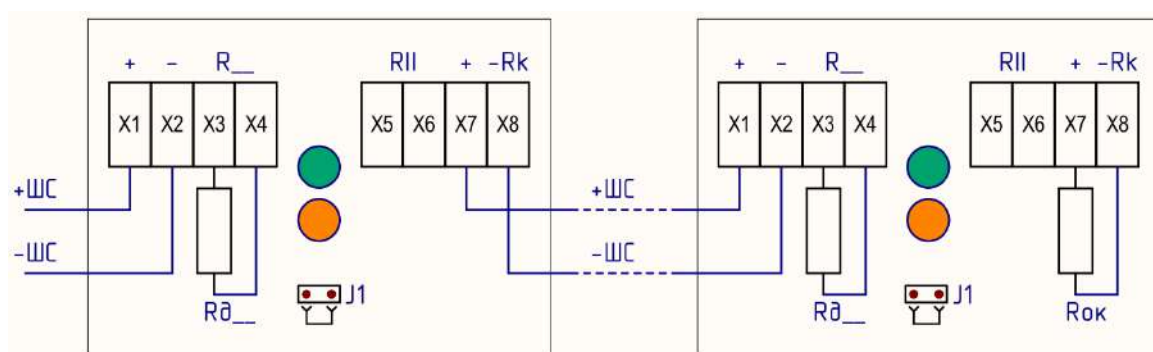 + − R__ RII + −Rk + − R__ RII + −Rk
X1 X2 X3 X4 X5 X6 X7 X8 X1 X2 X3 X4 X5 X6 X7 X8
+ШС +ШС
−ШС −ШС
J1 J1
Rд__ Rд__ Rок